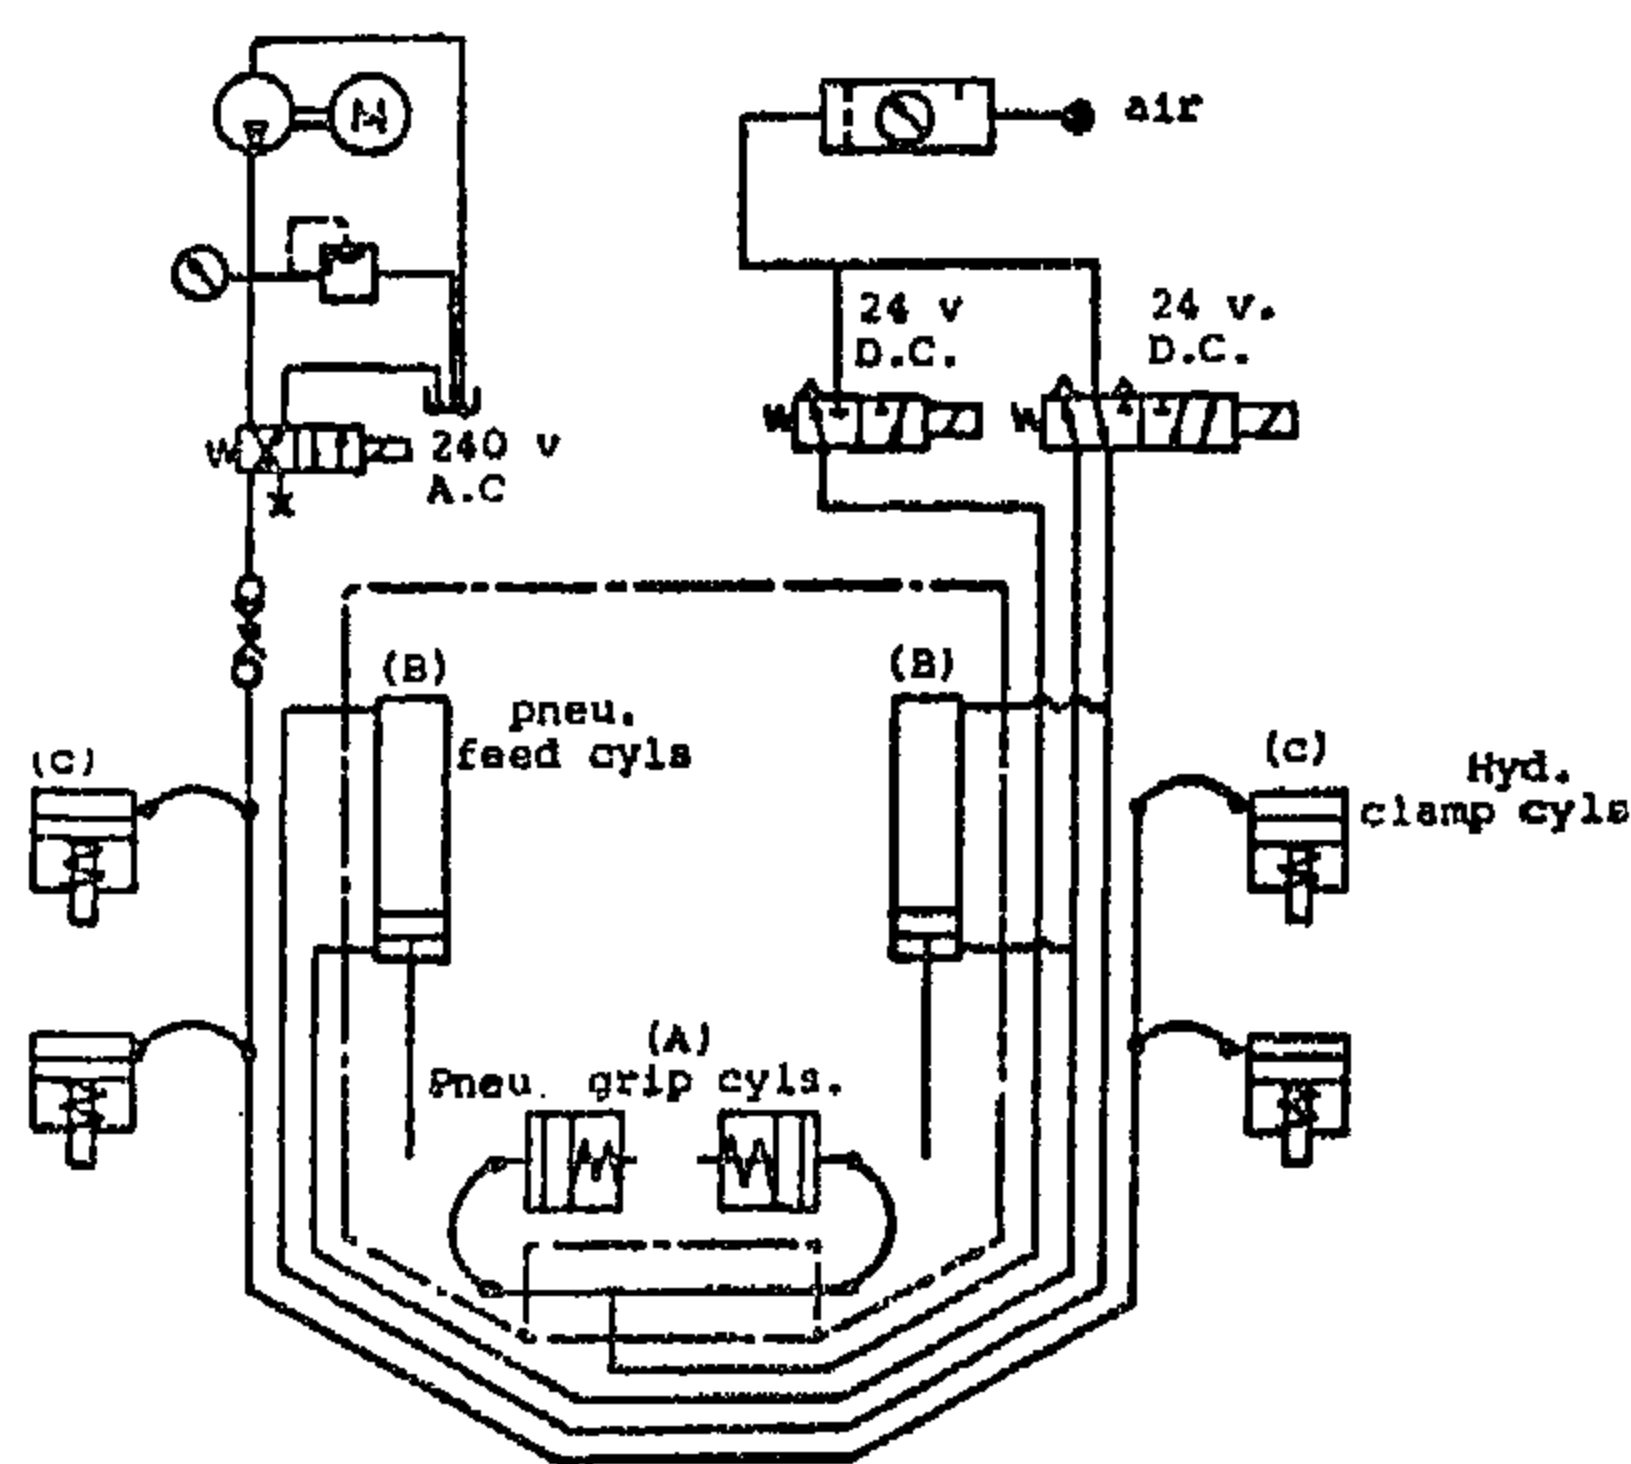 M
air
24 v
D.C.
24 v.
D.C.
240 v
A.C
(B)
pneu.
feed cyls
(B)
(C)
(C)
Hyd.
clamp cyls
(A)
Pneu. grip cyls.